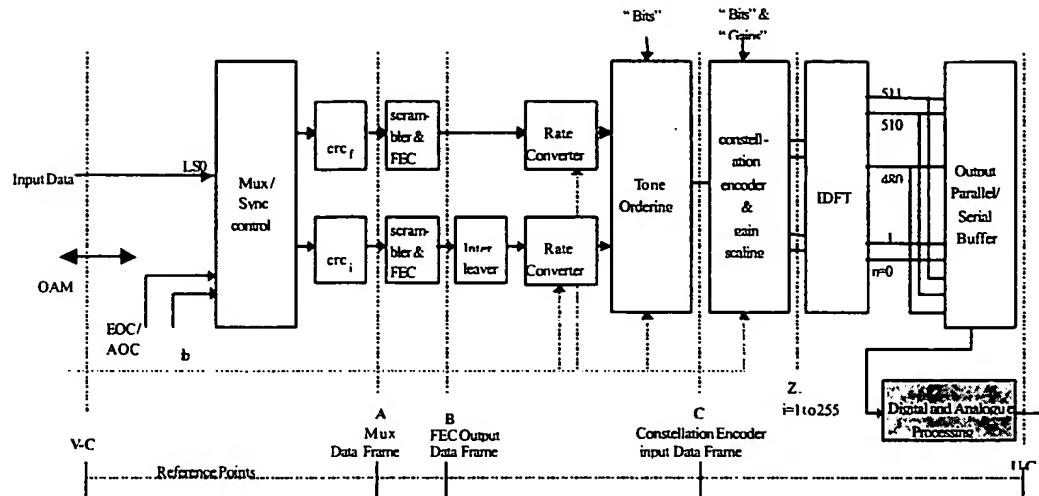 "Bits"
"Bits" &
"Gains"
LS0
Input Data
OAM
EOC/
AOC
ib
Mux /
Sync
control
crc f
crc i
scram-
bler &
FEC
scram-
bler &
FEC
Inter
leaver
Rate
Converter
Rate
Converter
Tone
Ordering
constell-
ation
encoder
&
gain
scaling
IDFT
511
510
480
1
n=0
Output
Parallel/
Serial
Buffer
Z
i=1 to 255
Digital and Analogue
Processing
V-C
A
Mux
Data Frame
B
FEC Output
Data Frame
C
Constellation Encoder
input Data Frame
U-C
Reference Points